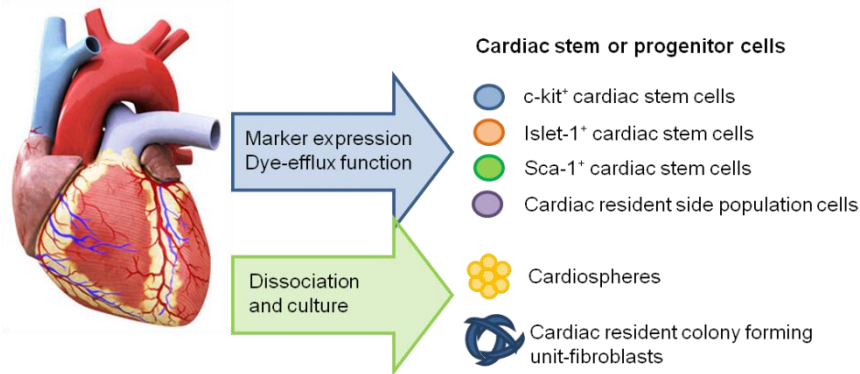 Cardiac stem or progenitor cells
Marker expression
Dye-efflux function
c-kit⁺ cardiac stem cells
Islet-1⁺ cardiac stem cells
Sca-1⁺ cardiac stem cells
Cardiac resident side population cells
Dissociation
and culture
Cardiospheres
Cardiac resident colony forming
unit-fibroblasts